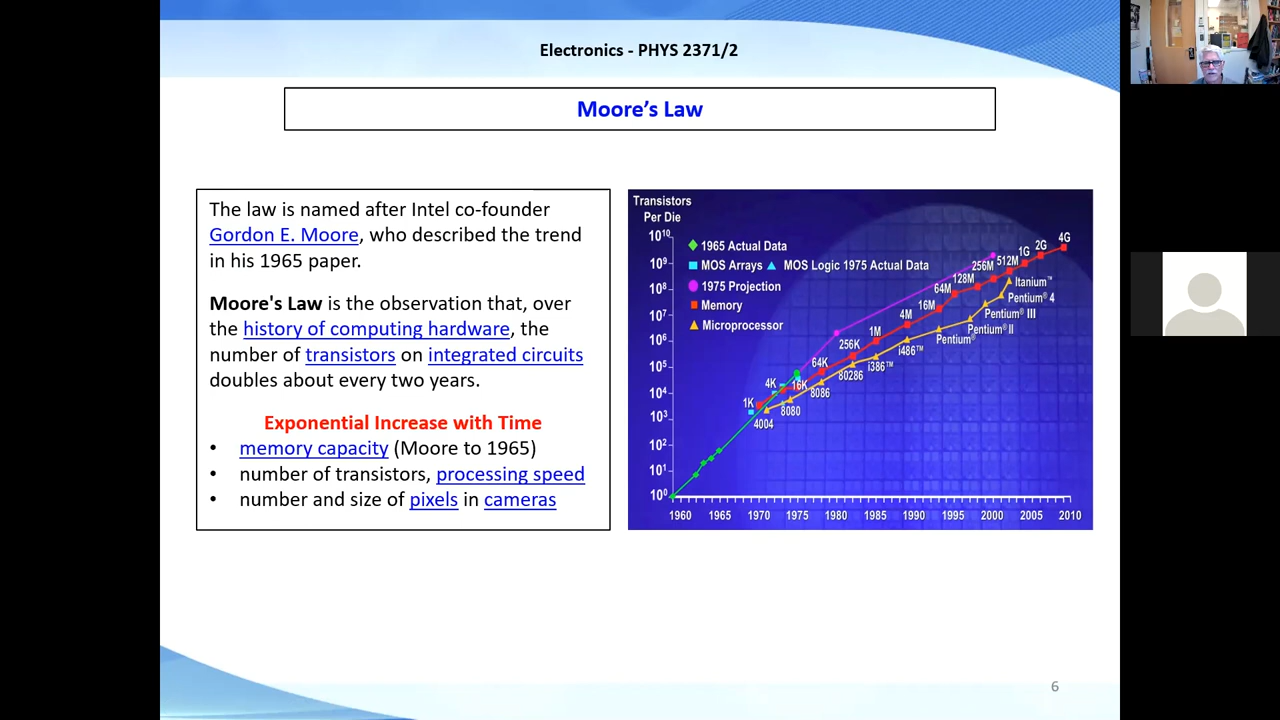 Electronics - PHYS 2371/2
Moore's Law
The law is named after Intel co-founder
Gordon E. Moore, who described the trend
in his 1965 paper.
Moore's Law is the observation that, over
the history of computing hardware, the
number of transistors on integrated circuits
doubles about every two years.
Exponential Increase with Time
• memory capacity (Moore to 1965)
• number of transistors, processing speed
• number and size of pixels in cameras
Transistors
Per Die
10¹⁰
10⁹
10⁸
10⁷
10⁶
10⁵
10⁴
10³
10²
10¹
10⁰
1965 Actual Data
MOS Arrays MOS Logic 1975 Actual Data
1975 Projection
Memory
Microprocessor
1K
4K
16K
64K
256K
1M
4M
16M
64M
128M
256M
512M
1G
2G
4G
4004
8080
8086
80286
i386™
i486™
Pentium®
Pentium® II
Pentium® III
Pentium® 4
Itanium™
1960 1965 1970 1975 1980 1985 1990 1995 2000 2005 2010
6